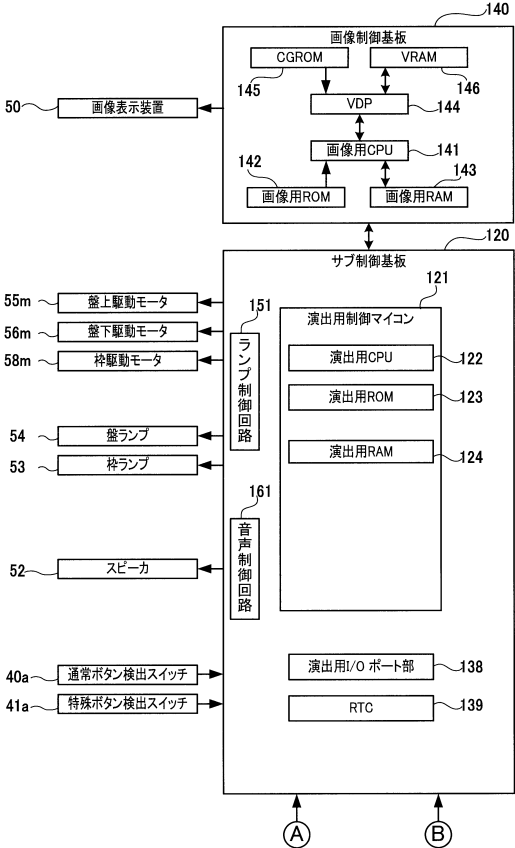 140
画像制御基板
CGROM
VRAM
145
146
50
画像表示装置
VDP
144
画像用CPU
141
142
143
画像用ROM
画像用RAM
120
サブ制御基板
121
55m
盤上駆動モータ
151
演出用制御マイコン
56m
盤下駆動モータ
58m
枠駆動モータ
ランプ制御回路
演出用CPU
122
演出用ROM
123
54
盤ランプ
演出用RAM
124
53
枠ランプ
161
音声制御回路
52
スピーカ
40a
通常ボタン検出スイッチ
演出用I/Oポート部
138
41a
特殊ボタン検出スイッチ
RTC
139
A
B